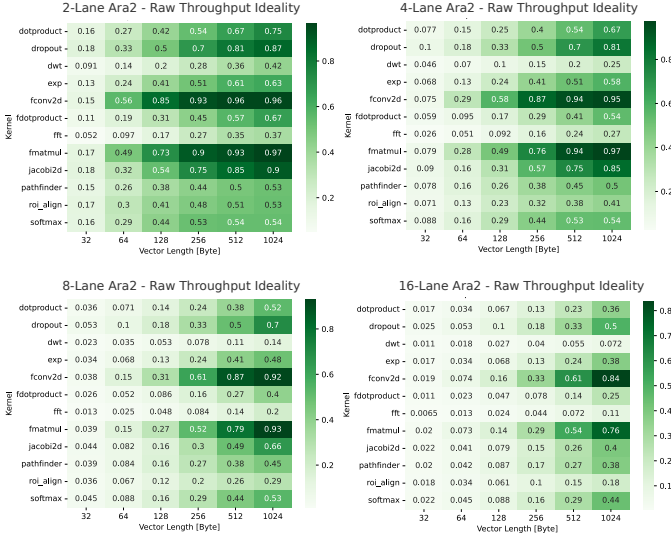 2-Lane Ara2 - Raw Throughput Ideality
dotproduct 0.16 0.27 0.42 0.54 0.67 0.75
dropout 0.18 0.33 0.5 0.7 0.81 0.87
dwt 0.091 0.14 0.2 0.28 0.36 0.42
exp 0.13 0.24 0.41 0.51 0.61 0.63
fconv2d 0.15 0.56 0.85 0.93 0.96 0.96
fdotproduct 0.11 0.19 0.31 0.45 0.57 0.67
fft 0.052 0.097 0.17 0.27 0.35 0.37
fmatmul 0.17 0.49 0.73 0.9 0.93 0.97
jacobi2d 0.18 0.32 0.54 0.75 0.85 0.9
pathfinder 0.15 0.26 0.38 0.44 0.5 0.53
roi_align 0.17 0.3 0.41 0.48 0.51 0.53
softmax 0.16 0.29 0.44 0.53 0.54 0.54
32 64 128 256 512 1024
Vector Length [Byte]
Kernel
0.8
0.6
0.4
0.2
4-Lane Ara2 - Raw Throughput Ideality
dotproduct 0.077 0.15 0.25 0.4 0.54 0.67
dropout 0.1 0.18 0.33 0.5 0.7 0.81
dwt 0.046 0.07 0.1 0.15 0.2 0.25
exp 0.068 0.13 0.24 0.41 0.51 0.58
fconv2d 0.075 0.29 0.58 0.87 0.94 0.95
fdotproduct 0.059 0.095 0.17 0.29 0.41 0.54
fft 0.026 0.051 0.092 0.16 0.24 0.27
fmatmul 0.079 0.28 0.49 0.76 0.94 0.97
jacobi2d 0.09 0.16 0.31 0.57 0.75 0.85
pathfinder 0.078 0.16 0.26 0.38 0.45 0.5
roi_align 0.071 0.13 0.23 0.32 0.38 0.41
softmax 0.088 0.16 0.29 0.44 0.53 0.54
32 64 128 256 512 1024
Vector Length [Byte]
Kernel
0.8
0.6
0.4
0.2
8-Lane Ara2 - Raw Throughput Ideality
dotproduct 0.036 0.071 0.14 0.24 0.38 0.52
dropout 0.053 0.1 0.18 0.33 0.5 0.7
dwt 0.023 0.035 0.053 0.078 0.11 0.14
exp 0.034 0.068 0.13 0.24 0.41 0.48
fconv2d 0.038 0.15 0.31 0.61 0.87 0.92
fdotproduct 0.026 0.052 0.086 0.16 0.27 0.4
fft 0.013 0.025 0.048 0.084 0.14 0.2
fmatmul 0.039 0.15 0.27 0.52 0.79 0.93
jacobi2d 0.044 0.082 0.16 0.3 0.49 0.66
pathfinder 0.039 0.084 0.16 0.27 0.38 0.45
roi_align 0.036 0.067 0.12 0.2 0.26 0.29
softmax 0.045 0.088 0.16 0.29 0.44 0.53
32 64 128 256 512 1024
Vector Length [Byte]
Kernel
0.8
0.6
0.4
0.2
16-Lane Ara2 - Raw Throughput Ideality
dotproduct 0.017 0.034 0.067 0.13 0.23 0.36
dropout 0.025 0.053 0.1 0.18 0.33 0.5
dwt 0.011 0.018 0.027 0.04 0.055 0.072
exp 0.017 0.034 0.068 0.13 0.24 0.38
fconv2d 0.019 0.074 0.16 0.33 0.61 0.84
fdotproduct 0.011 0.023 0.047 0.078 0.14 0.25
fft 0.0065 0.013 0.024 0.044 0.072 0.11
fmatmul 0.02 0.073 0.14 0.29 0.54 0.76
jacobi2d 0.022 0.041 0.079 0.15 0.26 0.4
pathfinder 0.02 0.042 0.087 0.17 0.27 0.38
roi_align 0.018 0.034 0.061 0.1 0.15 0.18
softmax 0.022 0.045 0.088 0.16 0.29 0.44
32 64 128 256 512 1024
Vector Length [Byte]
Kernel
0.8
0.7
0.6
0.5
0.4
0.3
0.2
0.1